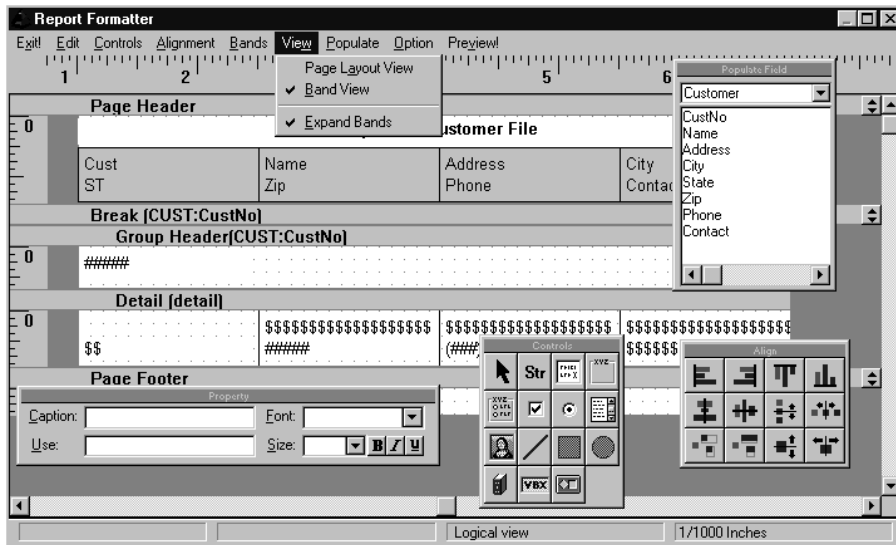 Report Formatter
Exit! Edit Controls Alignment Bands View Populate Option Preview!
Page Layout View
✓ Band View
✓ Expand Bands
1 2 5 6
Populate Field
Customer
CustNo
Name
Address
City
State
Zip
Phone
Contact
Page Header
0
ustomer File
Cust Name Address City
ST Zip Phone Contac
Break (CUST:CustNo)
Group Header(CUST:CustNo)
0
#####
Detail (detail)
0
$$$$$$$$$$$$$$$$$$$ $$$$$$$$$$$$$$$$$$$ $$$$$$$$$$$$$$$$$$$
$$ ##### (### $$$$$$
Page Footer
Property
Caption: Font:
Use: Size: B I U
Controls
Str
XYZ
XYZ
VBX
Align
Logical view 1/1000 Inches